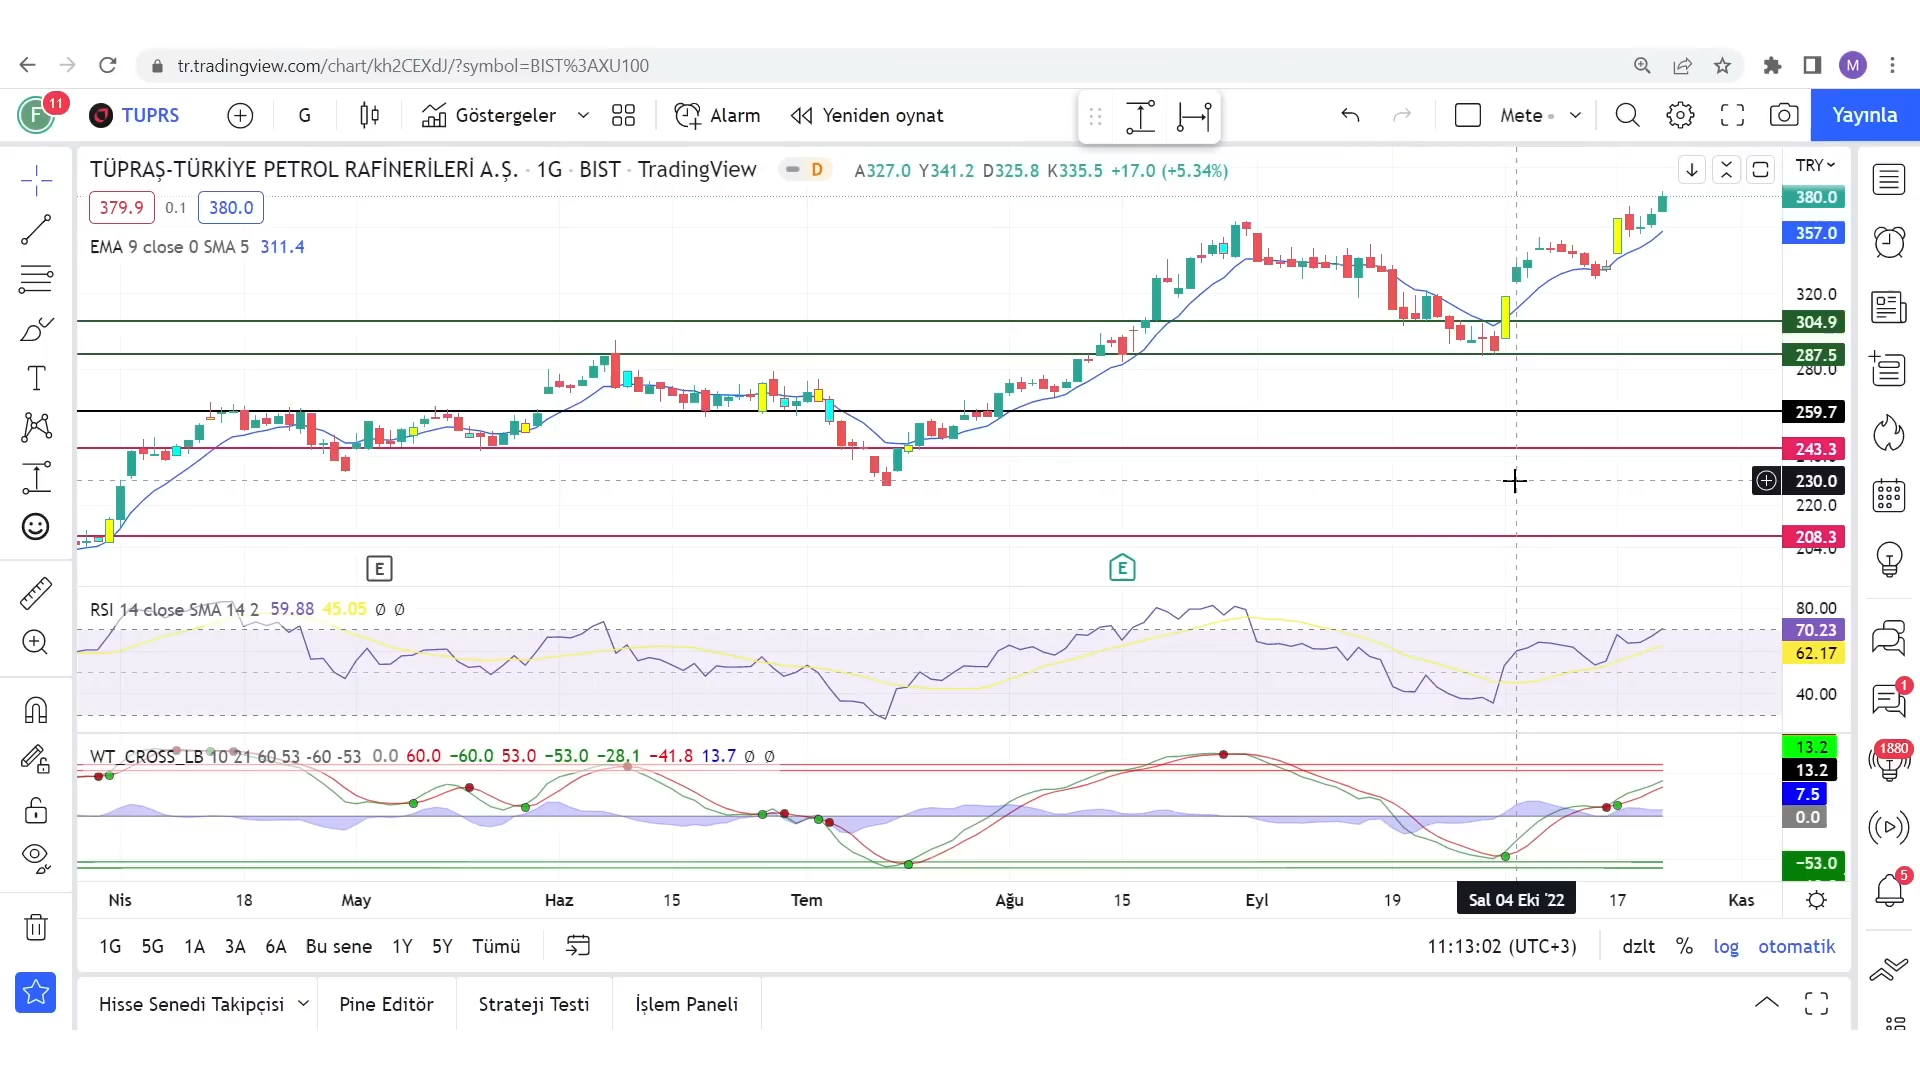 tr.tradingview.com/chart/kh2CEXdJ/?symbol=BIST%3AXU100
M
F 11 TUPRS G Göstergeler Alarm Yeniden oynat Mete Yayınla
TÜPRAŞ-TÜRKİYE PETROL RAFİNERİLERİ A.Ş. · 1G · BIST · TradingView D A327.0 Y341.2 D325.8 K335.5 +17.0 (+5.34%)
TRY
379.9 0.1 380.0
EMA 9 close 0 SMA 5 311.4
380.0
357.0
320.0
304.9
287.5
280.0
259.7
243.3
230.0
220.0
208.3
204.0
E E
RSI 14 close SMA 14 2 59.88 45.05 Ø Ø
80.00
70.23
62.17
40.00
WT_CROSS_LB 10 21 60 53 -60 -53 0.0 60.0 −60.0 53.0 −53.0 −28.1 −41.8 13.7 Ø Ø
13.2
13.2
7.5
0.0
−53.0
1
1880
5
Nis 18 May Haz 15 Tem Ağu 15 Eyl 19 Sal 04 Eki '22 17 Kas
1G 5G 1A 3A 6A Bu sene 1Y 5Y Tümü 11:13:02 (UTC+3) dzlt % log otomatik
Hisse Senedi Takipçisi Pine Editör Strateji Testi İşlem Paneli